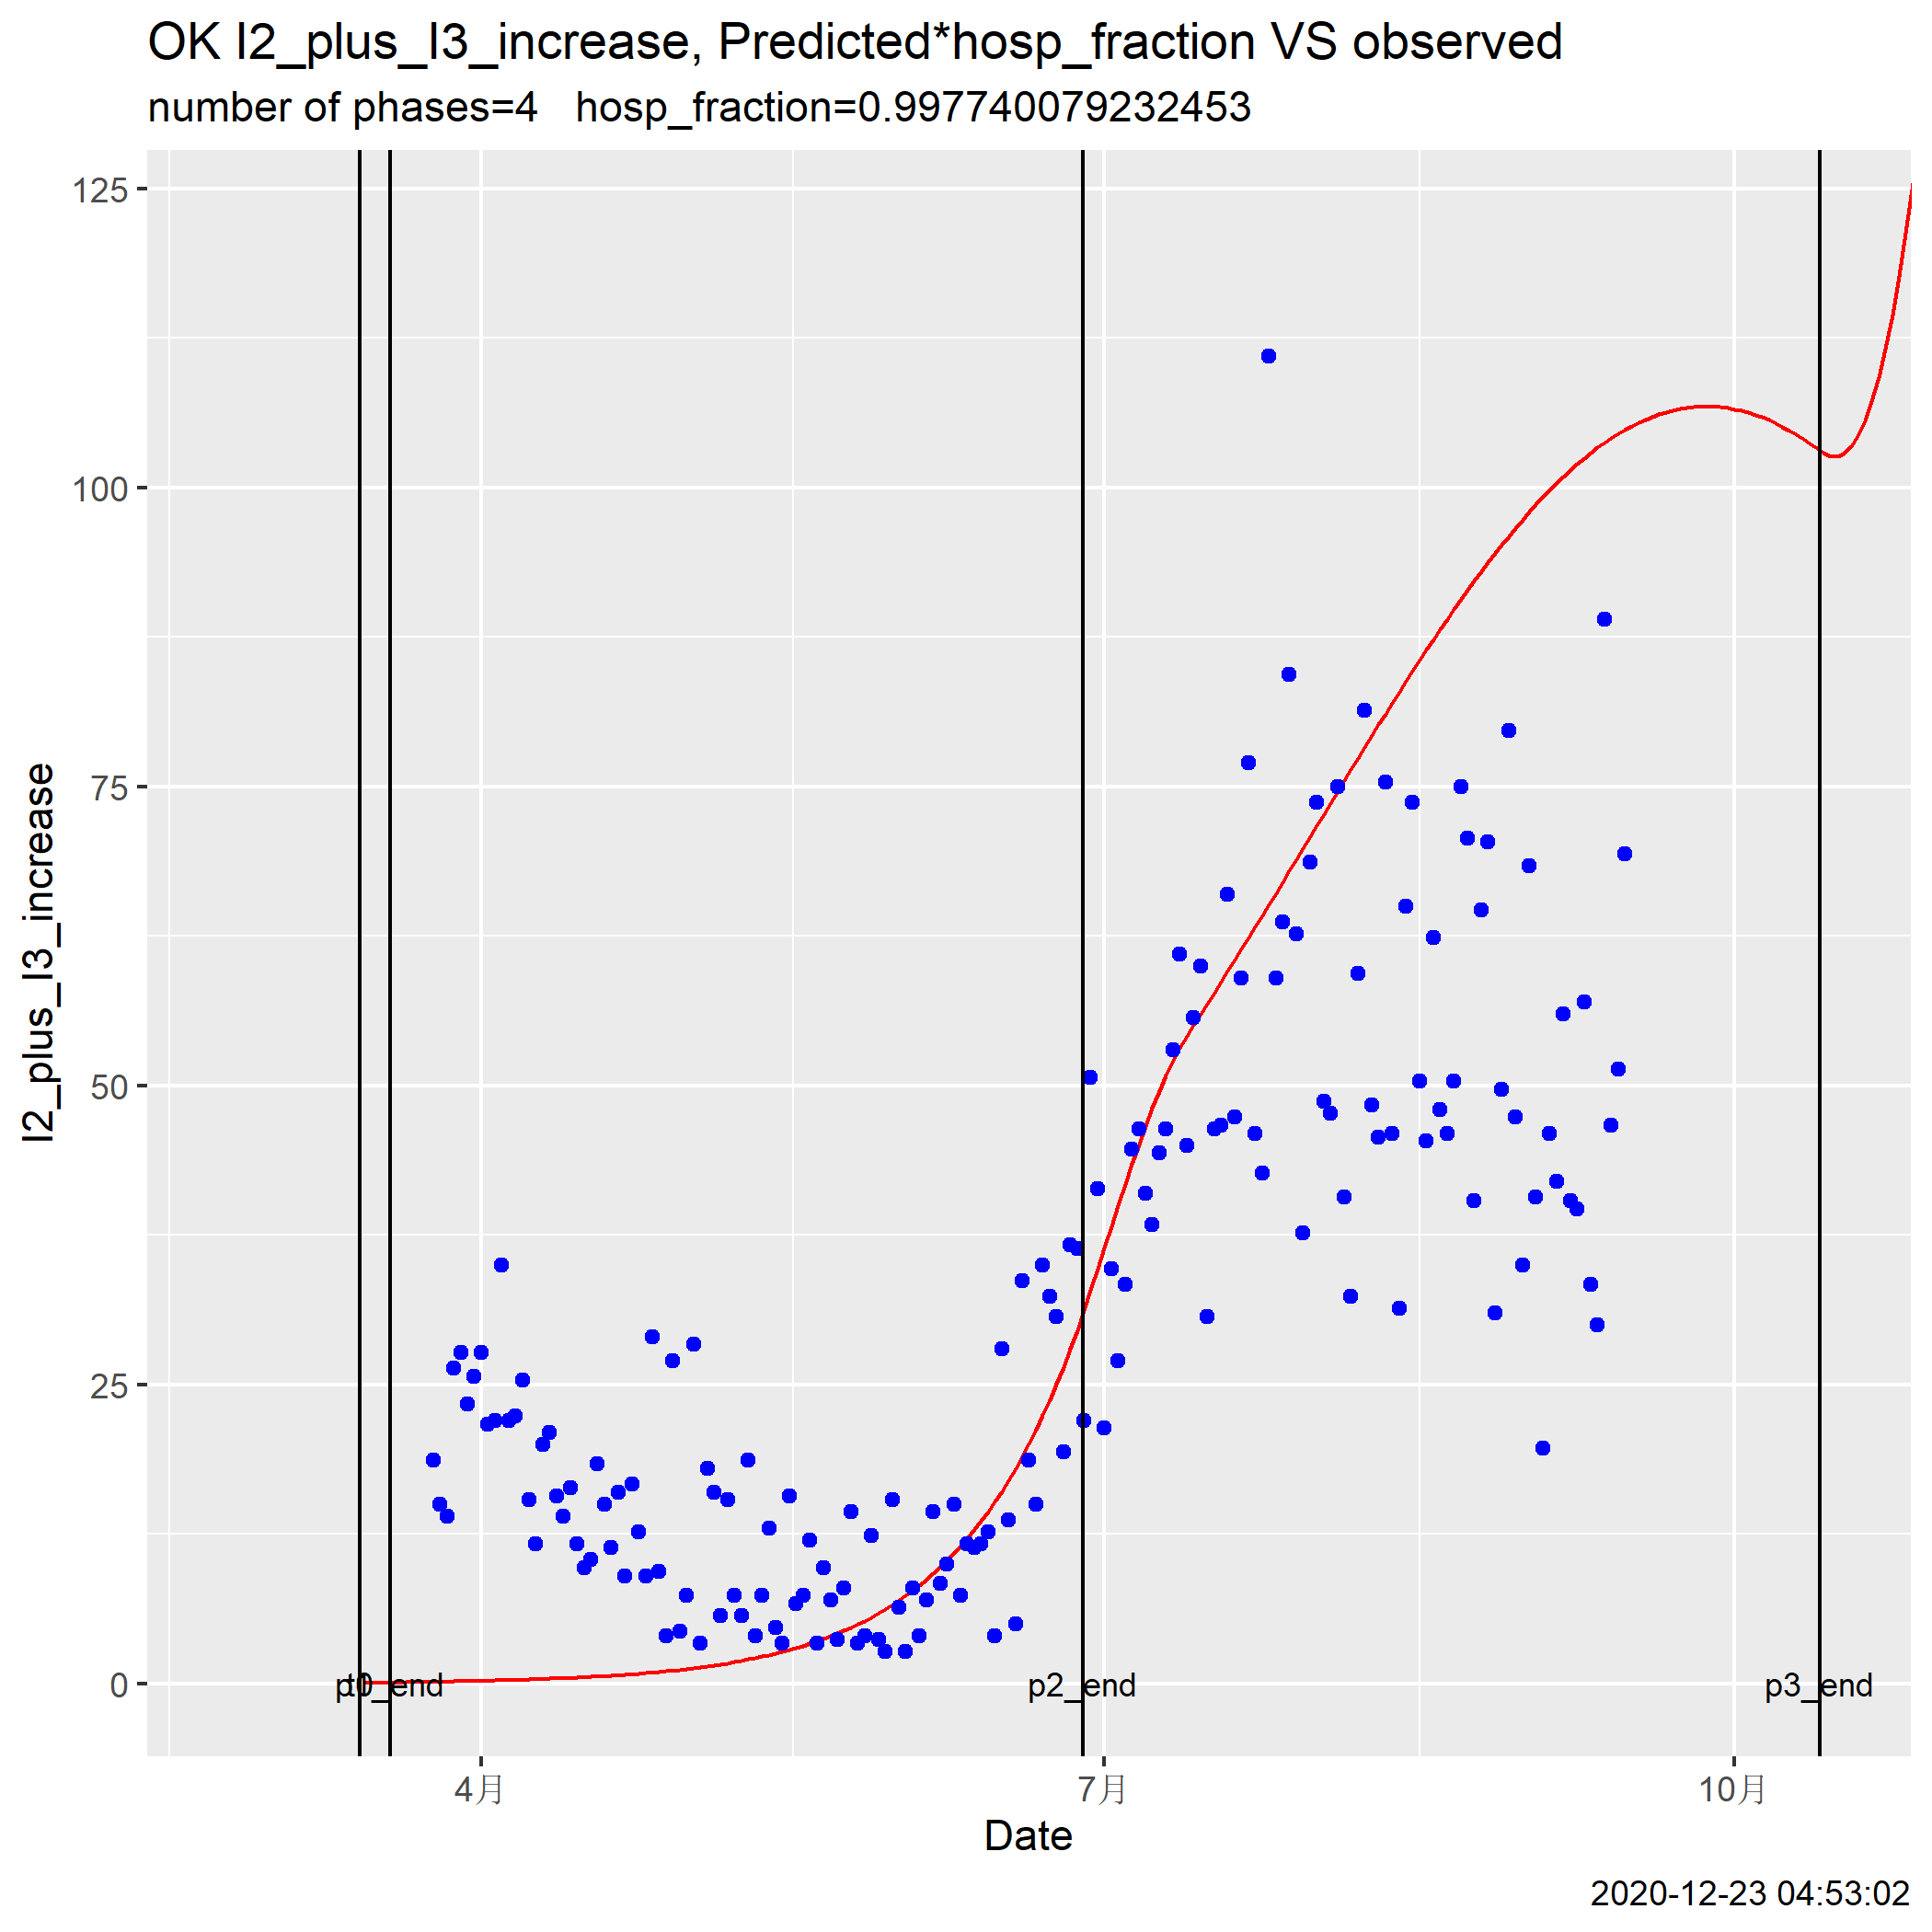 OK I2_plus_I3_increase, Predicted*hosp_fraction VS observed
number of phases=4 hosp_fraction=0.997740079232453
125
100
75
50
25
0
I2_plus_I3_increase
p0_end
p2_end
p3_end
4月
7月
10月
Date
2020-12-23 04:53:02